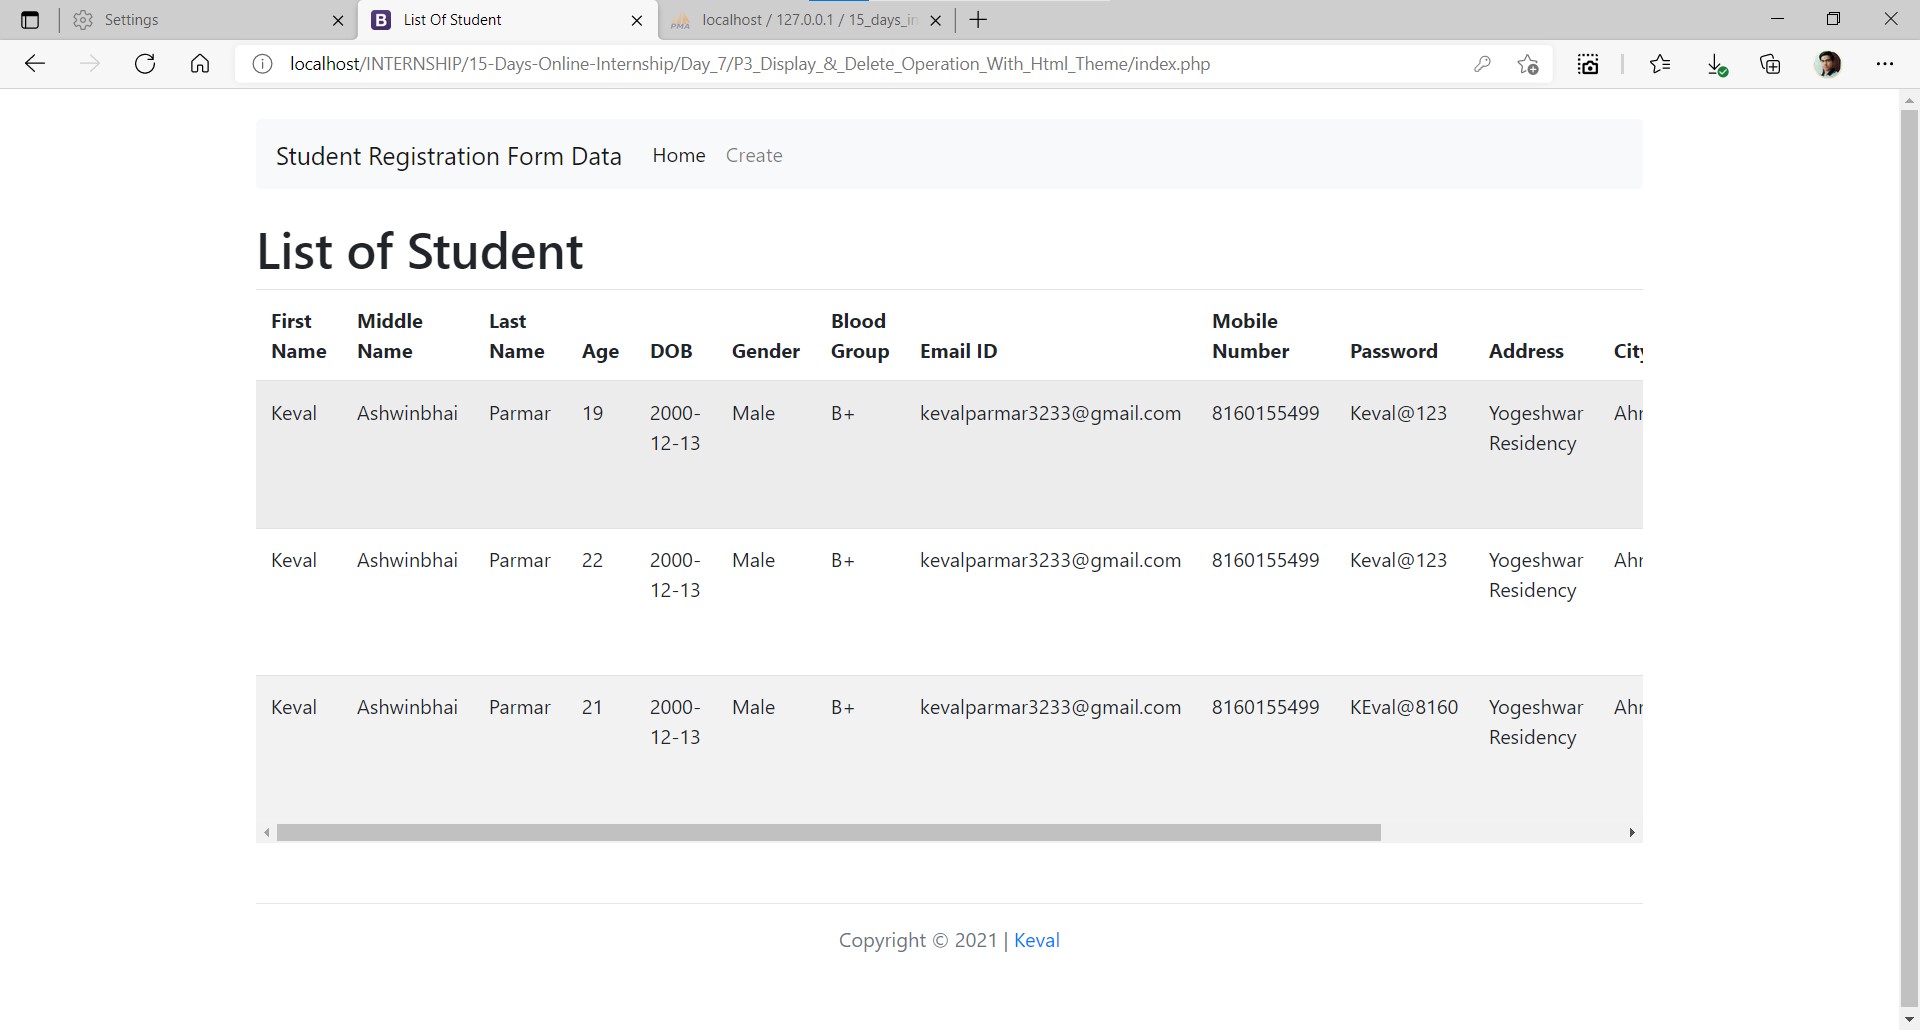 Settings
List Of Student
localhost / 127.0.0.1 / 15_days_in
localhost/INTERNSHIP/15-Days-Online-Internship/Day_7/P3_Display_&_Delete_Operation_With_Html_Theme/index.php
Student Registration Form Data Home Create
List of Student
First Middle Last Blood Mobile
Name Name Name Age DOB Gender Group Email ID Number Password Address City
Keval Ashwinbhai Parmar 19 2000- Male B+ kevalparmar3233@gmail.com 8160155499 Keval@123 Yogeshwar
12-13 Residency
Keval Ashwinbhai Parmar 22 2000- Male B+ kevalparmar3233@gmail.com 8160155499 Keval@123 Yogeshwar
12-13 Residency
Keval Ashwinbhai Parmar 21 2000- Male B+ kevalparmar3233@gmail.com 8160155499 KEval@8160 Yogeshwar
12-13 Residency
Copyright © 2021 | Keval